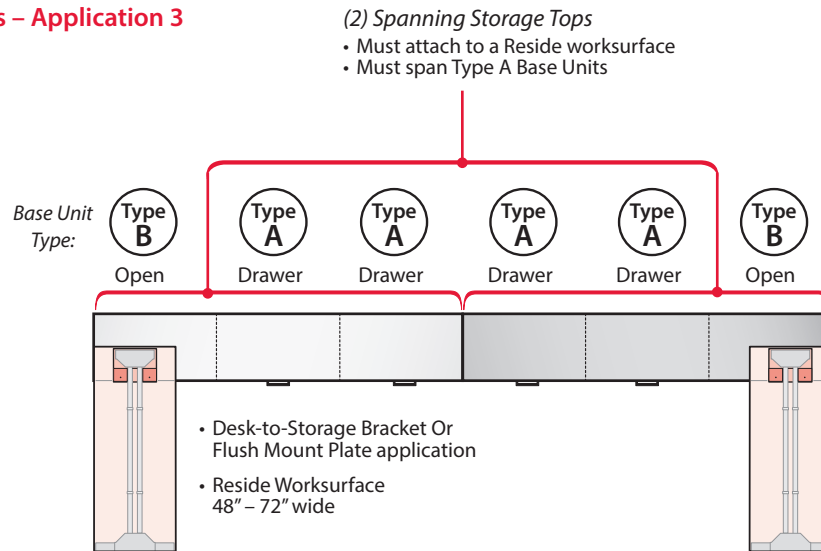 s – Application 3
(2) Spanning Storage Tops
• Must attach to a Reside worksurface
• Must span Type A Base Units
Base Unit
Type:
Type
B
Open
Type
A
Drawer
Type
A
Drawer
Type
A
Drawer
Type
A
Drawer
Type
B
Open
• Desk-to-Storage Bracket Or
Flush Mount Plate application
• Reside Worksurface
48” – 72” wide